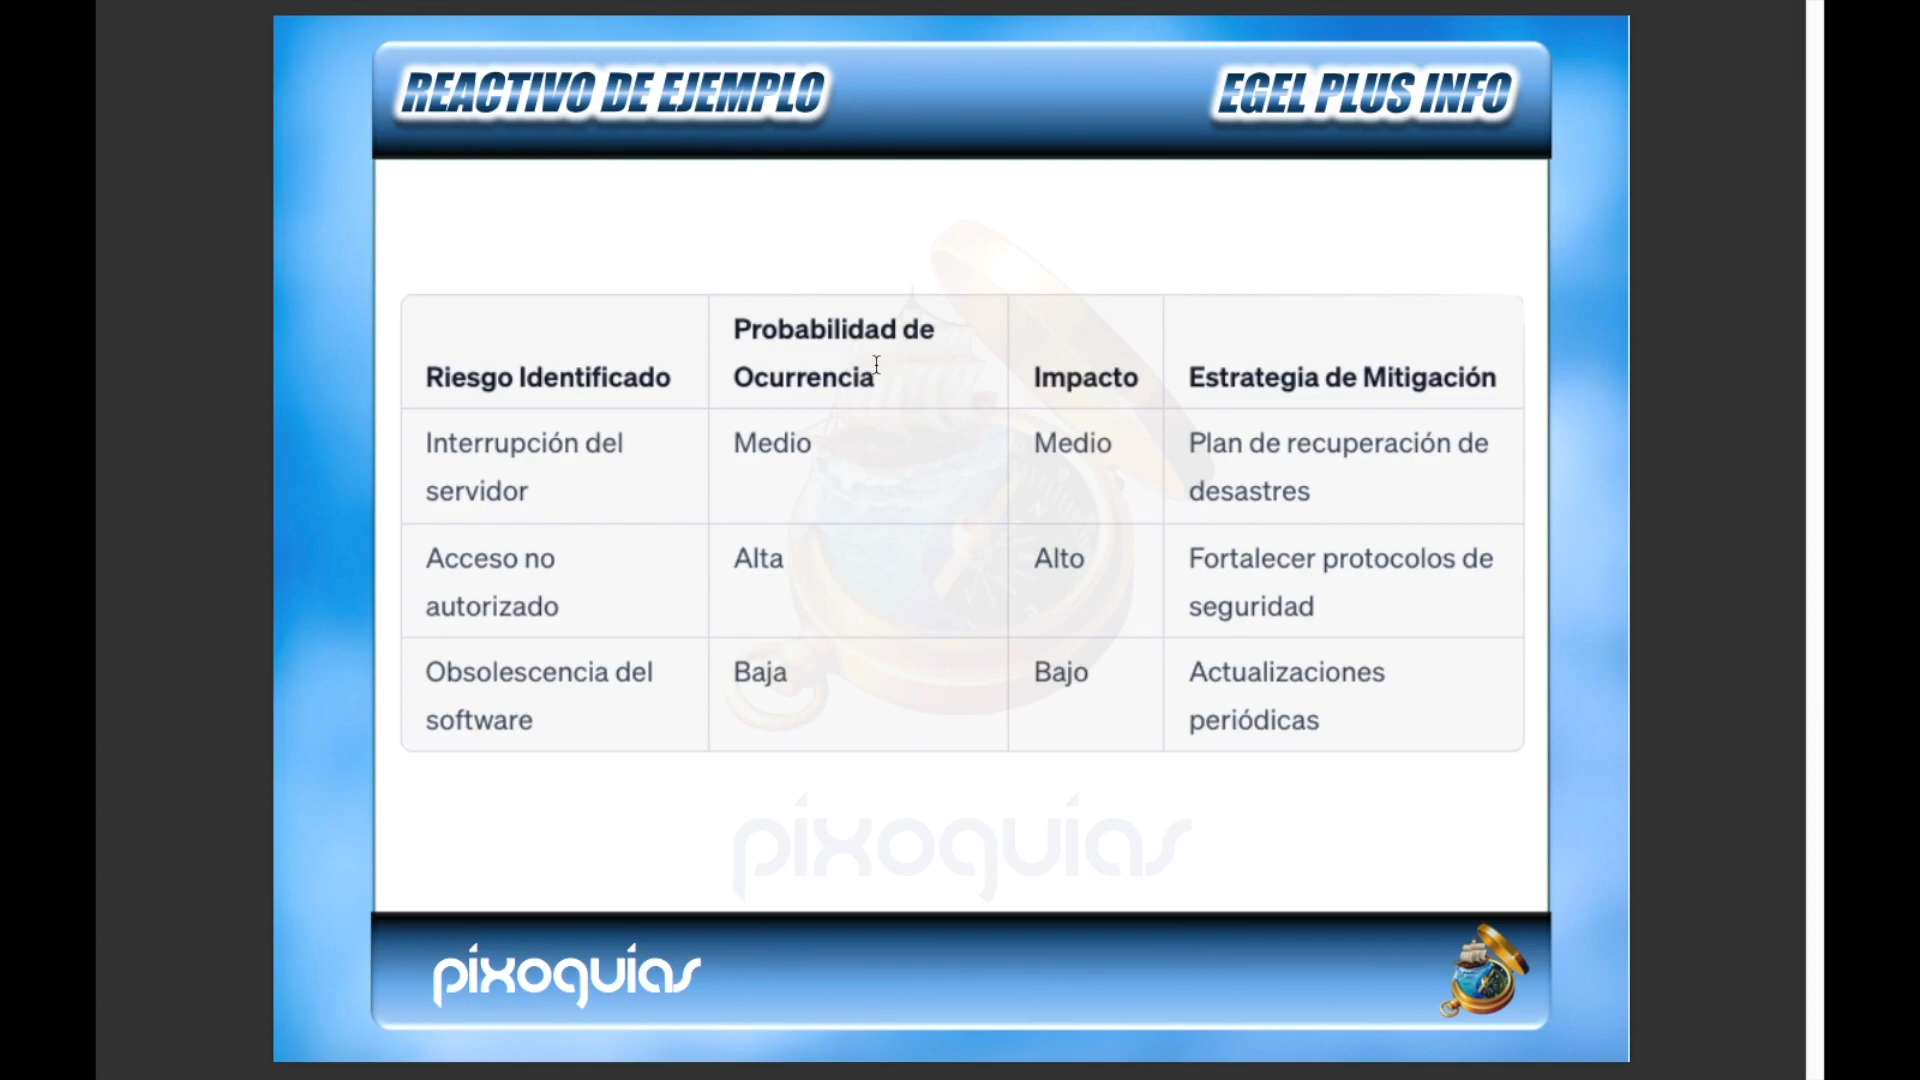 REACTIVO DE EJEMPLO
EGEL PLUS INFO
Riesgo Identificado
Probabilidad de
Ocurrencia
Impacto
Estrategia de Mitigación
Interrupción del
servidor
Medio
Medio
Plan de recuperación de
desastres
Acceso no
autorizado
Alta
Alto
Fortalecer protocolos de
seguridad
Obsolescencia del
software
Baja
Bajo
Actualizaciones
periódicas
pixoguías
pixoguías